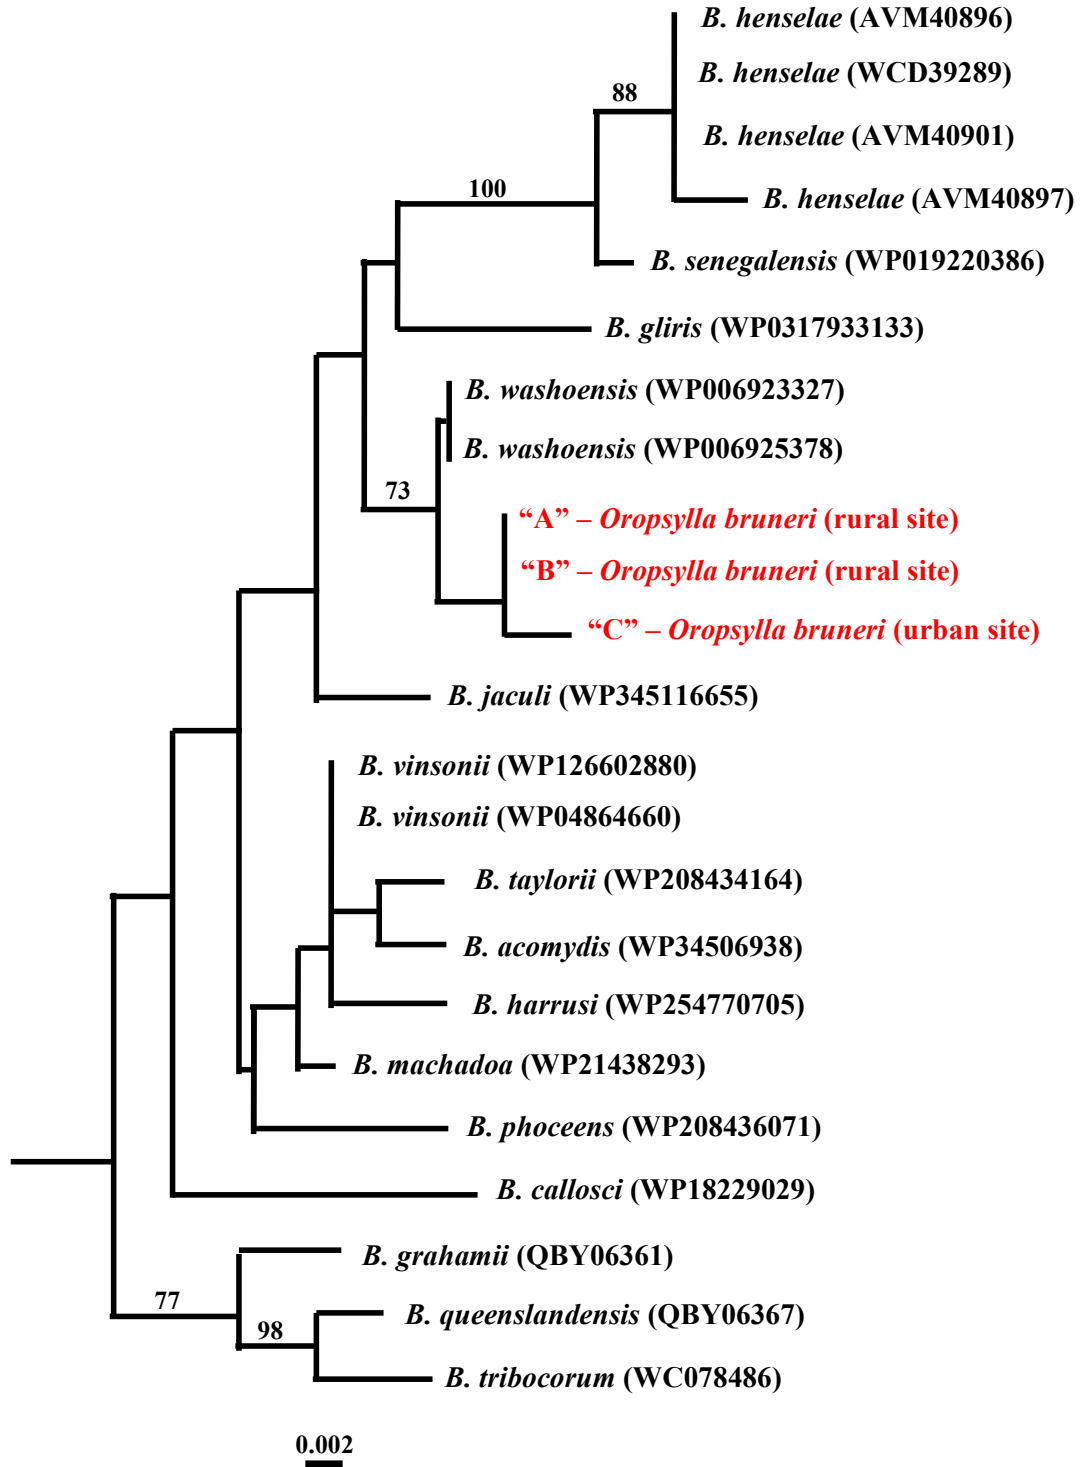 B. henselae (AVM40896)
B. henselae (WCD39289)
88
B. henselae (AVM40901)
100
B. henselae (AVM40897)
B. senegalensis (WP019220386)
B. gliris (WP0317933133)
B. washoensis (WP006923327)
B. washoensis (WP006925378)
73
“A” – Oropsylla bruneri (rural site)
“B” – Oropsylla bruneri (rural site)
“C” – Oropsylla bruneri (urban site)
B. jaculi (WP345116655)
B. vinsonii (WP126602880)
B. vinsonii (WP04864660)
B. taylorii (WP208434164)
B. acomydis (WP34506938)
B. harrusi (WP254770705)
B. machadoa (WP21438293)
B. phoceens (WP208436071)
B. callosci (WP18229029)
B. grahamii (QBY06361)
77
B. queenslandensis (QBY06367)
98
B. tribocorum (WC078486)
0.002